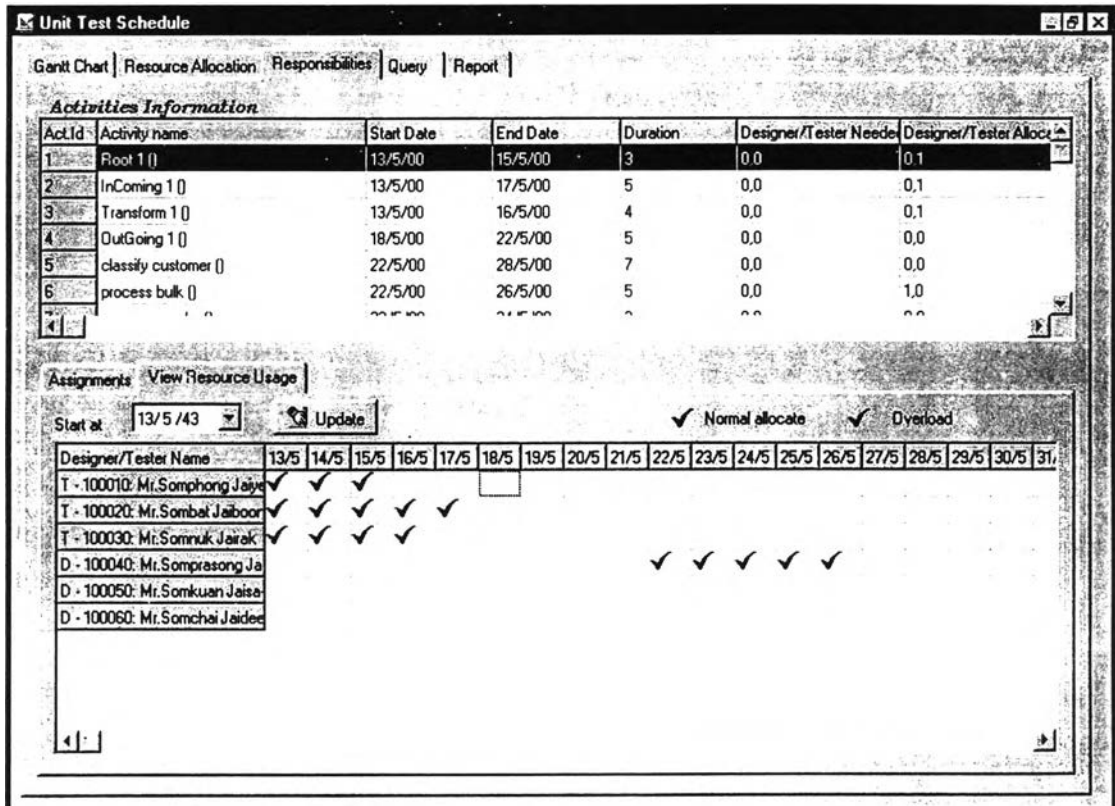 Unit Test Schedule
Gantt Chart Resource Allocation Responsibilities Query Report
Activities Information
Act.Id Activity name Start Date End Date Duration Designer/Tester Needed Designer/Tester Alloca
1 Root 1 () 13/5/00 15/5/00 3 0,0 0,1
2 InComing 1 () 13/5/00 17/5/00 5 0,0 0,1
3 Transform 1 () 13/5/00 16/5/00 4 0,0 0,1
4 OutGoing 1 () 18/5/00 22/5/00 5 0,0 0,0
5 classify customer () 22/5/00 28/5/00 7 0,0 0,0
6 process bulk () 22/5/00 26/5/00 5 0,0 1,0
Assignments View Resource Usage
Start at 13/5/43 Update Normal allocate Overload
Designer/Tester Name 13/5 14/5 15/5 16/5 17/5 18/5 19/5 20/5 21/5 22/5 23/5 24/5 25/5 26/5 27/5 28/5 29/5 30/5 31/
T - 100010: Mr.Somphong Jaiye
T - 100020: Mr.Sombat Jaiboon
T - 100030: Mr.Somnuk Jairak
D - 100040: Mr.Somprasong Ja
D - 100050: Mr.Somkuan Jaisa
D - 100060: Mr.Somchai Jaidee